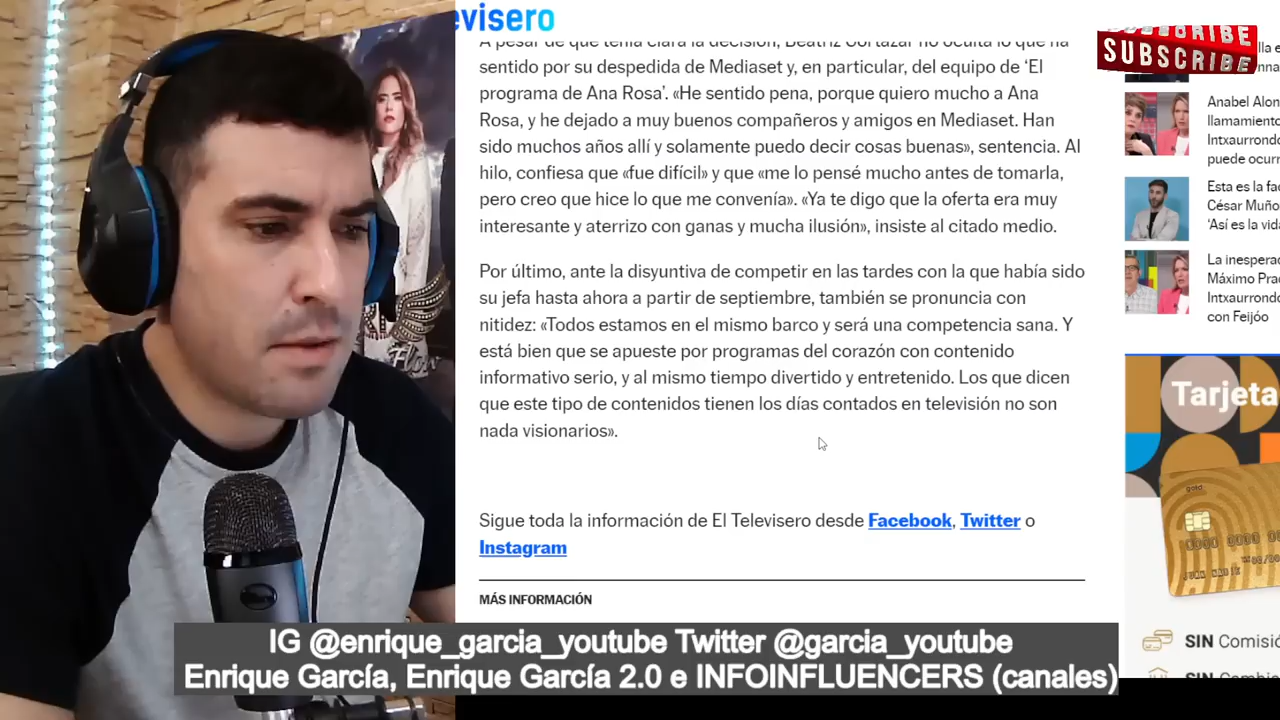 evisero
A pesar de que tenía clara la decisión, Beatriz Cortázar no oculta lo que ha
sentido por su despedida de Mediaset y, en particular, del equipo de ‘El
programa de Ana Rosa’. «He sentido pena, porque quiero mucho a Ana
Rosa, y he dejado a muy buenos compañeros y amigos en Mediaset. Han
sido muchos años allí y solamente puedo decir cosas buenas», sentencia. Al
hilo, confiesa que «fue difícil» y que «me lo pensé mucho antes de tomarla,
pero creo que hice lo que me convenía». «Ya te digo que la oferta era muy
interesante y aterrizo con ganas y mucha ilusión», insiste al citado medio.
Por último, ante la disyuntiva de competir en las tardes con la que había sido
su jefa hasta ahora a partir de septiembre, también se pronuncia con
nitidez: «Todos estamos en el mismo barco y será una competencia sana. Y
está bien que se apueste por programas del corazón con contenido
informativo serio, y al mismo tiempo divertido y entretenido. Los que dicen
que este tipo de contenidos tienen los días contados en televisión no son
nada visionarios».
Sigue toda la información de El Televisero desde Facebook, Twitter o
Instagram
MÁS INFORMACIÓN
SUBSCRIBE
Anabel Alon
llamamiento
Intxaurrondo
puede ocurri
Esta es la fac
César Muño
‘Así es la vida
La inespera
Máximo Prad
Intxaurrondo
con Feijóo
Tarjeta
gold
SIN Comisió
SIN Cambi
IG @enrique_garcia_youtube Twitter @garcia_youtube
Enrique García, Enrique García 2.0 e INFOINFLUENCERS (canales)